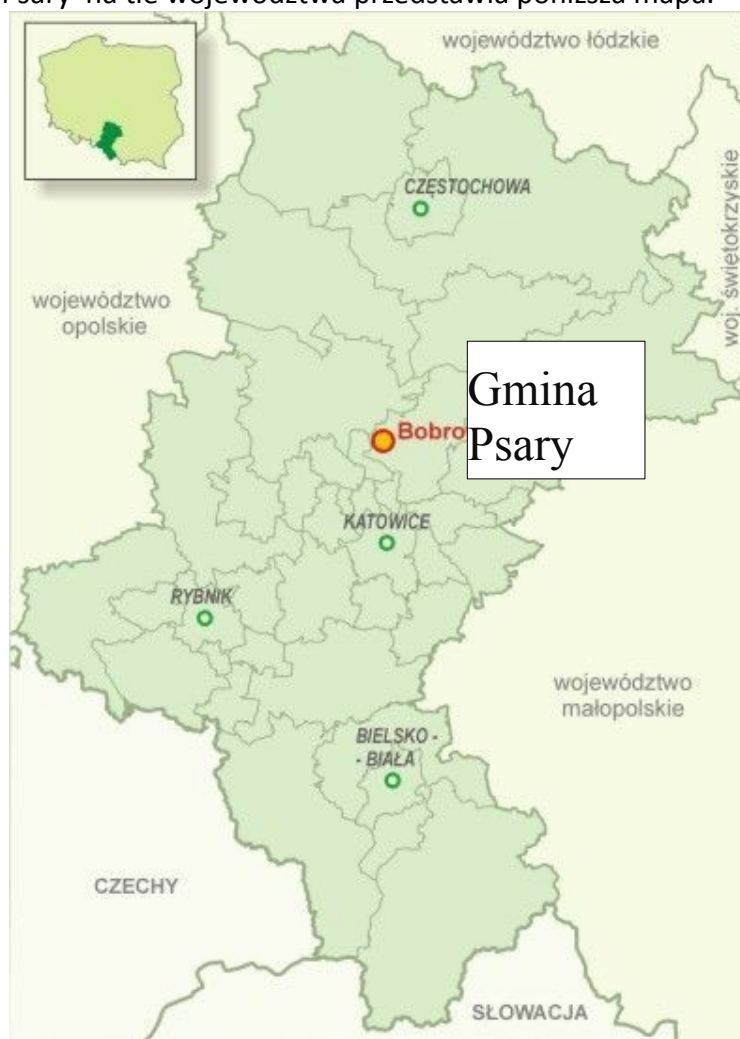 Psary na tle województwa przedstawia poniższa mapa.
województwo łódzkie
CZĘSTOCHOWA
woj. świętokrzyskie
województwo
opolskie
Gmina
Psary
KATOWICE
RYBNIK
województwo
małopolskie
BIELSKO -
- BIAŁA
CZECHY
SŁOWACJA